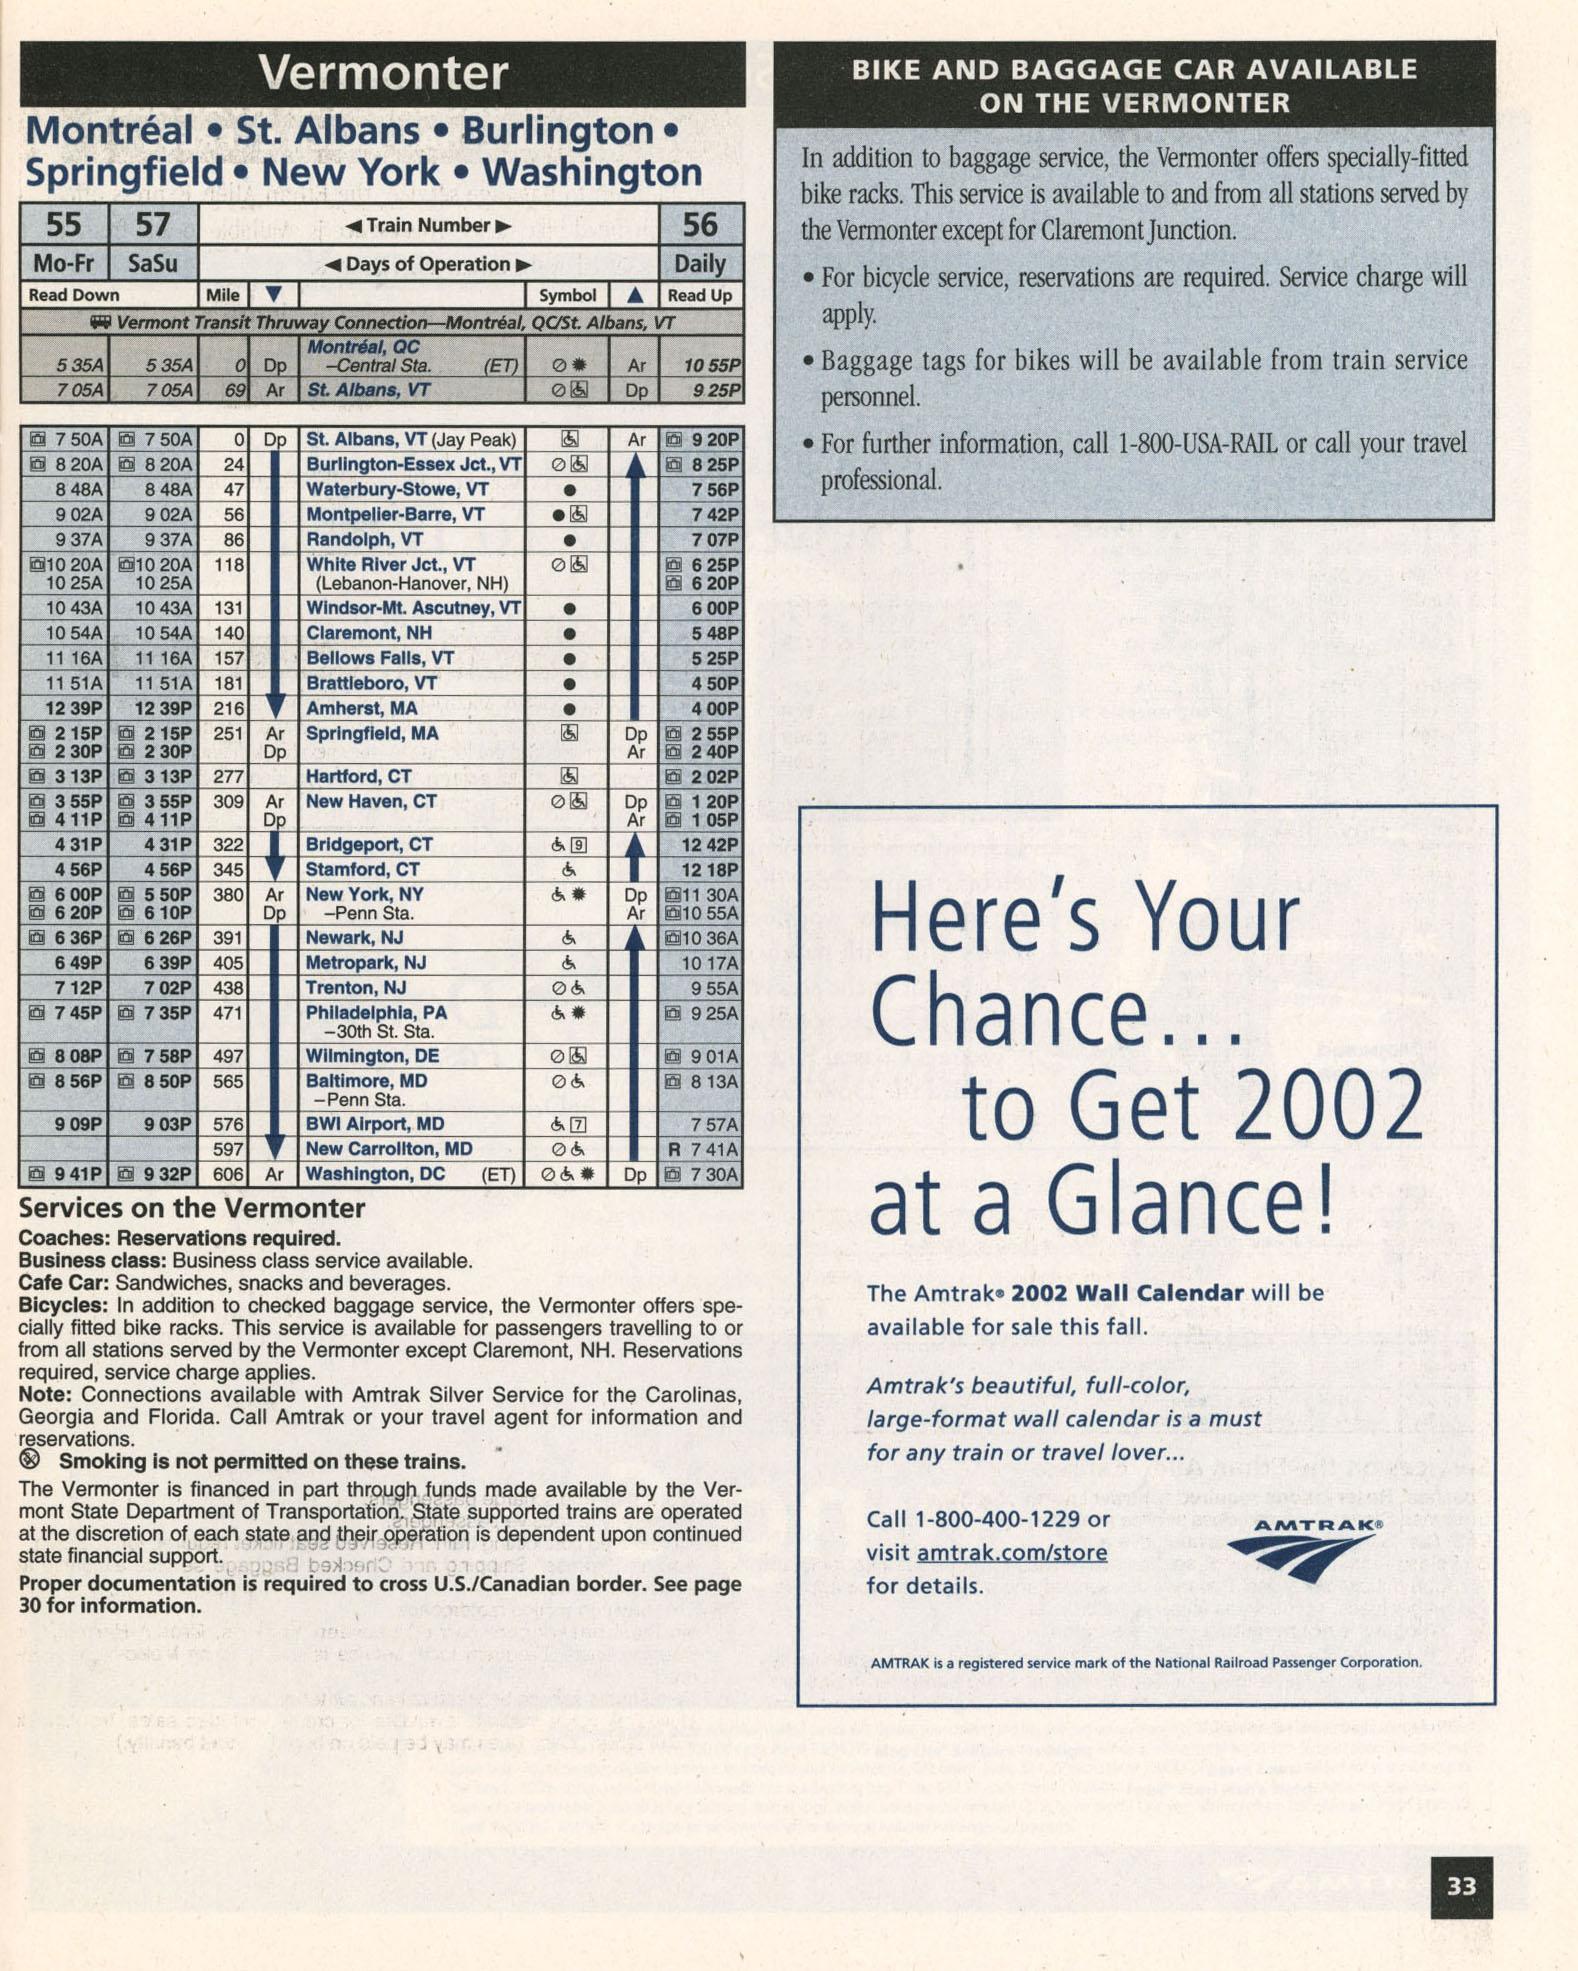 Vermonter
Montréal • St. Albans • Burlington •
Springfield • New York • Washington
55 57 ◄ Train Number ► 56
Mo-Fr SaSu ◄ Days of Operation ► Daily
Read Down Mile ▼ Symbol ▲ Read Up
Vermont Transit Thruway Connection—Montréal, QC/St. Albans, VT
Montréal, QC
5 35A 5 35A 0 Dp –Central Sta. (ET) Ar 10 55P
7 05A 7 05A 69 Ar St. Albans, VT Dp 9 25P
7 50A 7 50A 0 Dp St. Albans, VT (Jay Peak) Ar 9 20P
8 20A 8 20A 24 Burlington-Essex Jct., VT 8 25P
8 48A 8 48A 47 Waterbury-Stowe, VT ● 7 56P
9 02A 9 02A 56 Montpelier-Barre, VT ● 7 42P
9 37A 9 37A 86 Randolph, VT ● 7 07P
10 20A 10 20A 118 White River Jct., VT 6 25P
10 25A 10 25A (Lebanon-Hanover, NH) 6 20P
10 43A 10 43A 131 Windsor-Mt. Ascutney, VT ● 6 00P
10 54A 10 54A 140 Claremont, NH ● 5 48P
11 16A 11 16A 157 Bellows Falls, VT ● 5 25P
11 51A 11 51A 181 Brattleboro, VT ● 4 50P
12 39P 12 39P 216 Amherst, MA ● 4 00P
2 15P 2 15P 251 Ar Springfield, MA Dp 2 55P
2 30P 2 30P Dp Ar 2 40P
3 13P 3 13P 277 Hartford, CT 2 02P
3 55P 3 55P 309 Ar New Haven, CT Dp 1 20P
4 11P 4 11P Dp Ar 1 05P
4 31P 4 31P 322 Bridgeport, CT 9 12 42P
4 56P 4 56P 345 Stamford, CT 12 18P
6 00P 5 50P 380 Ar New York, NY Dp 11 30A
6 20P 6 10P Dp –Penn Sta. Ar 10 55A
6 36P 6 26P 391 Newark, NJ 10 36A
6 49P 6 39P 405 Metropark, NJ 10 17A
7 12P 7 02P 438 Trenton, NJ 9 55A
7 45P 7 35P 471 Philadelphia, PA 9 25A
–30th St. Sta.
8 08P 7 58P 497 Wilmington, DE 9 01A
8 56P 8 50P 565 Baltimore, MD 8 13A
–Penn Sta.
9 09P 9 03P 576 BWI Airport, MD 7 7 57A
597 New Carrollton, MD R 7 41A
9 41P 9 32P 606 Ar Washington, DC (ET) Dp 7 30A
Services on the Vermonter
Coaches: Reservations required.
Business class: Business class service available.
Cafe Car: Sandwiches, snacks and beverages.
Bicycles: In addition to checked baggage service, the Vermonter offers spe-
cially fitted bike racks. This service is available for passengers travelling to or
from all stations served by the Vermonter except Claremont, NH. Reservations
required, service charge applies.
Note: Connections available with Amtrak Silver Service for the Carolinas,
Georgia and Florida. Call Amtrak or your travel agent for information and
reservations.
Smoking is not permitted on these trains.
The Vermonter is financed in part through funds made available by the Ver-
mont State Department of Transportation. State supported trains are operated
at the discretion of each state and their operation is dependent upon continued
state financial support.
Proper documentation is required to cross U.S./Canadian border. See page
30 for information.
BIKE AND BAGGAGE CAR AVAILABLE
ON THE VERMONTER
In addition to baggage service, the Vermonter offers specially-fitted
bike racks. This service is available to and from all stations served by
the Vermonter except for Claremont Junction.
• For bicycle service, reservations are required. Service charge will
apply.
• Baggage tags for bikes will be available from train service
personnel.
• For further information, call 1-800-USA-RAIL or call your travel
professional.
Here's Your
Chance...
to Get 2002
at a Glance!
The Amtrak® 2002 Wall Calendar will be
available for sale this fall.
Amtrak's beautiful, full-color,
large-format wall calendar is a must
for any train or travel lover...
Call 1-800-400-1229 or
visit amtrak.com/store
for details.
AMTRAK®
AMTRAK is a registered service mark of the National Railroad Passenger Corporation.
33